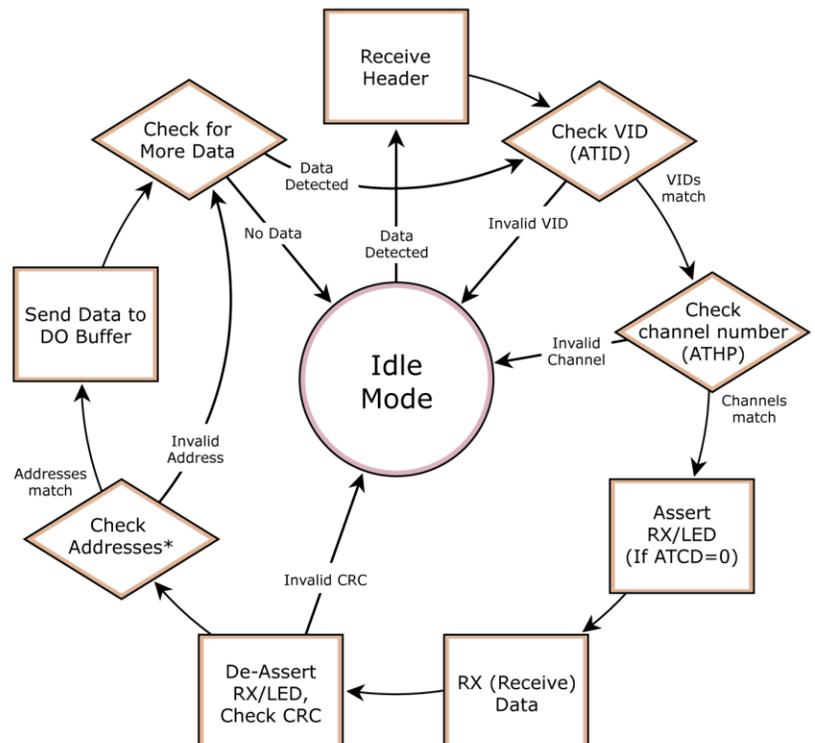 Receive
Header
Check for
More Data
Check VID
(ATID)
Data
Detected
VIDs
match
No Data
Data
Detected
Invalid VID
Send Data to
DO Buffer
Check
channel number
(ATHP)
Invalid
Channel
Idle
Mode
Channels
match
Invalid
Address
Addresses
match
Check
Addresses*
Assert
RX/LED
(If ATCD=0)
Invalid CRC
De-Assert
RX/LED,
Check CRC
RX (Receive)
Data